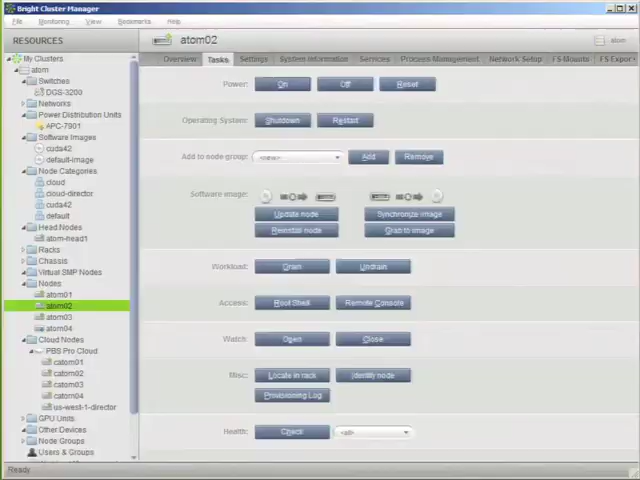 Bright Cluster Manager
File Monitoring View Bookmarks Help
RESOURCES
atom02
atom
Overview Tasks Settings System Information Services Process Management Network Setup FS Mounts FS Export
My Clusters
atom
Switches
DGS-3200
Networks
Power Distribution Units
APC-7901
Software Images
cuda42
default-image
Node Categories
cloud
cloud-director
cuda42
default
Head Nodes
atom-head1
Racks
Chassis
Virtual SMP Nodes
Nodes
atom01
atom02
atom03
atom04
Cloud Nodes
PBS Pro Cloud
catom01
catom02
catom03
catom04
us-west-1-director
GPU Units
Other Devices
Node Groups
Users & Groups
Power: On Off Reset
Operating System: Shutdown Restart
Add to node group: <new> Add Remove
Software image:
Update node Synchronize image
Reinstall node Grab to image
Workload: Drain Undrain
Access: Root Shell Remote Console
Watch: Open Close
Misc: Locate in rack Identify node
Provisioning Log
Health: Check <all>
Ready